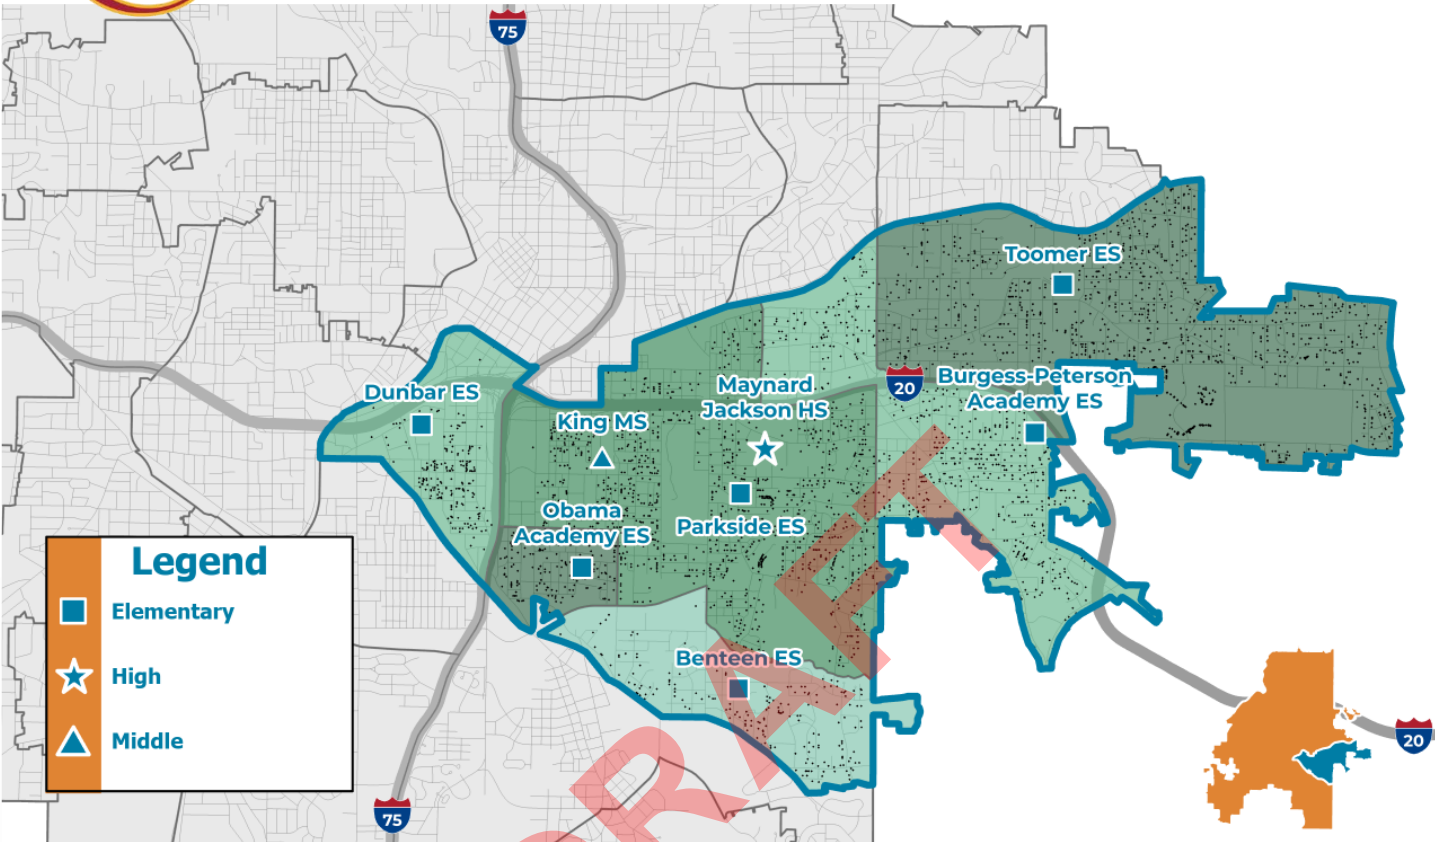 75
Toomer ES
Burgess-Peterson
Academy ES
20
Maynard
Jackson HS
Dunbar ES
King MS
Obama
Academy ES
Parkside ES
Benteen ES
Legend
Elementary
High
Middle
75
20
DRAFT